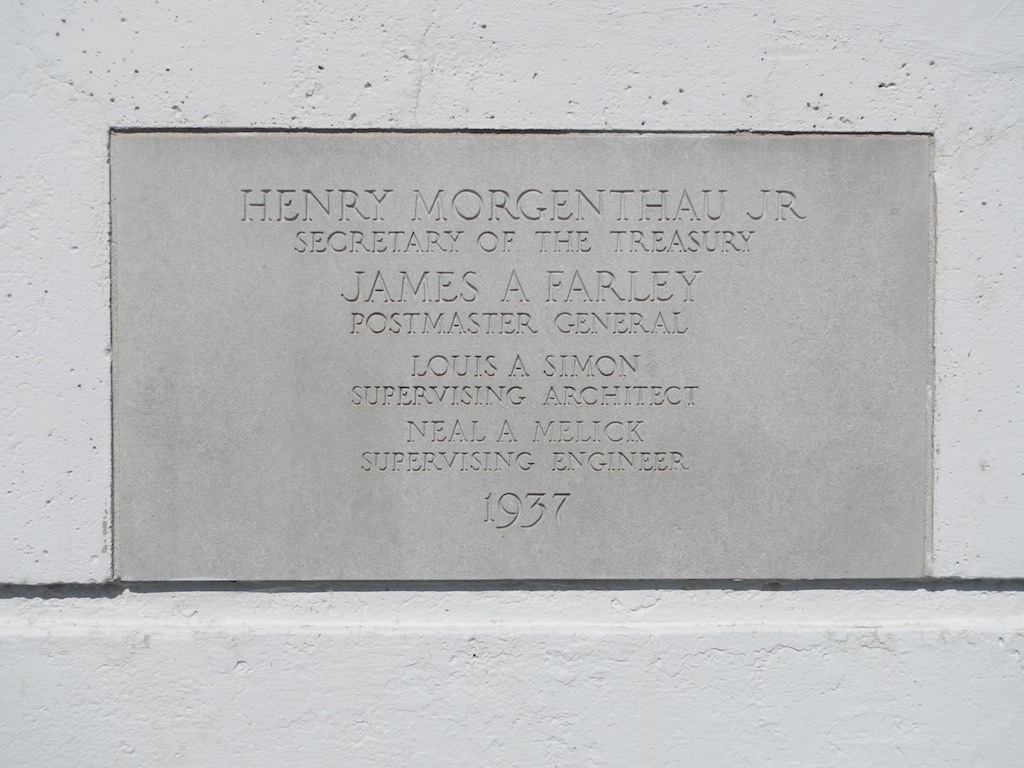 HENRY MORGENTHAU JR
SECRETARY OF THE TREASURY
JAMES A FARLEY
POSTMASTER GENERAL
LOUIS A SIMON
SUPERVISING ARCHITECT
NEAL A MELICK
SUPERVISING ENGINEER
1937